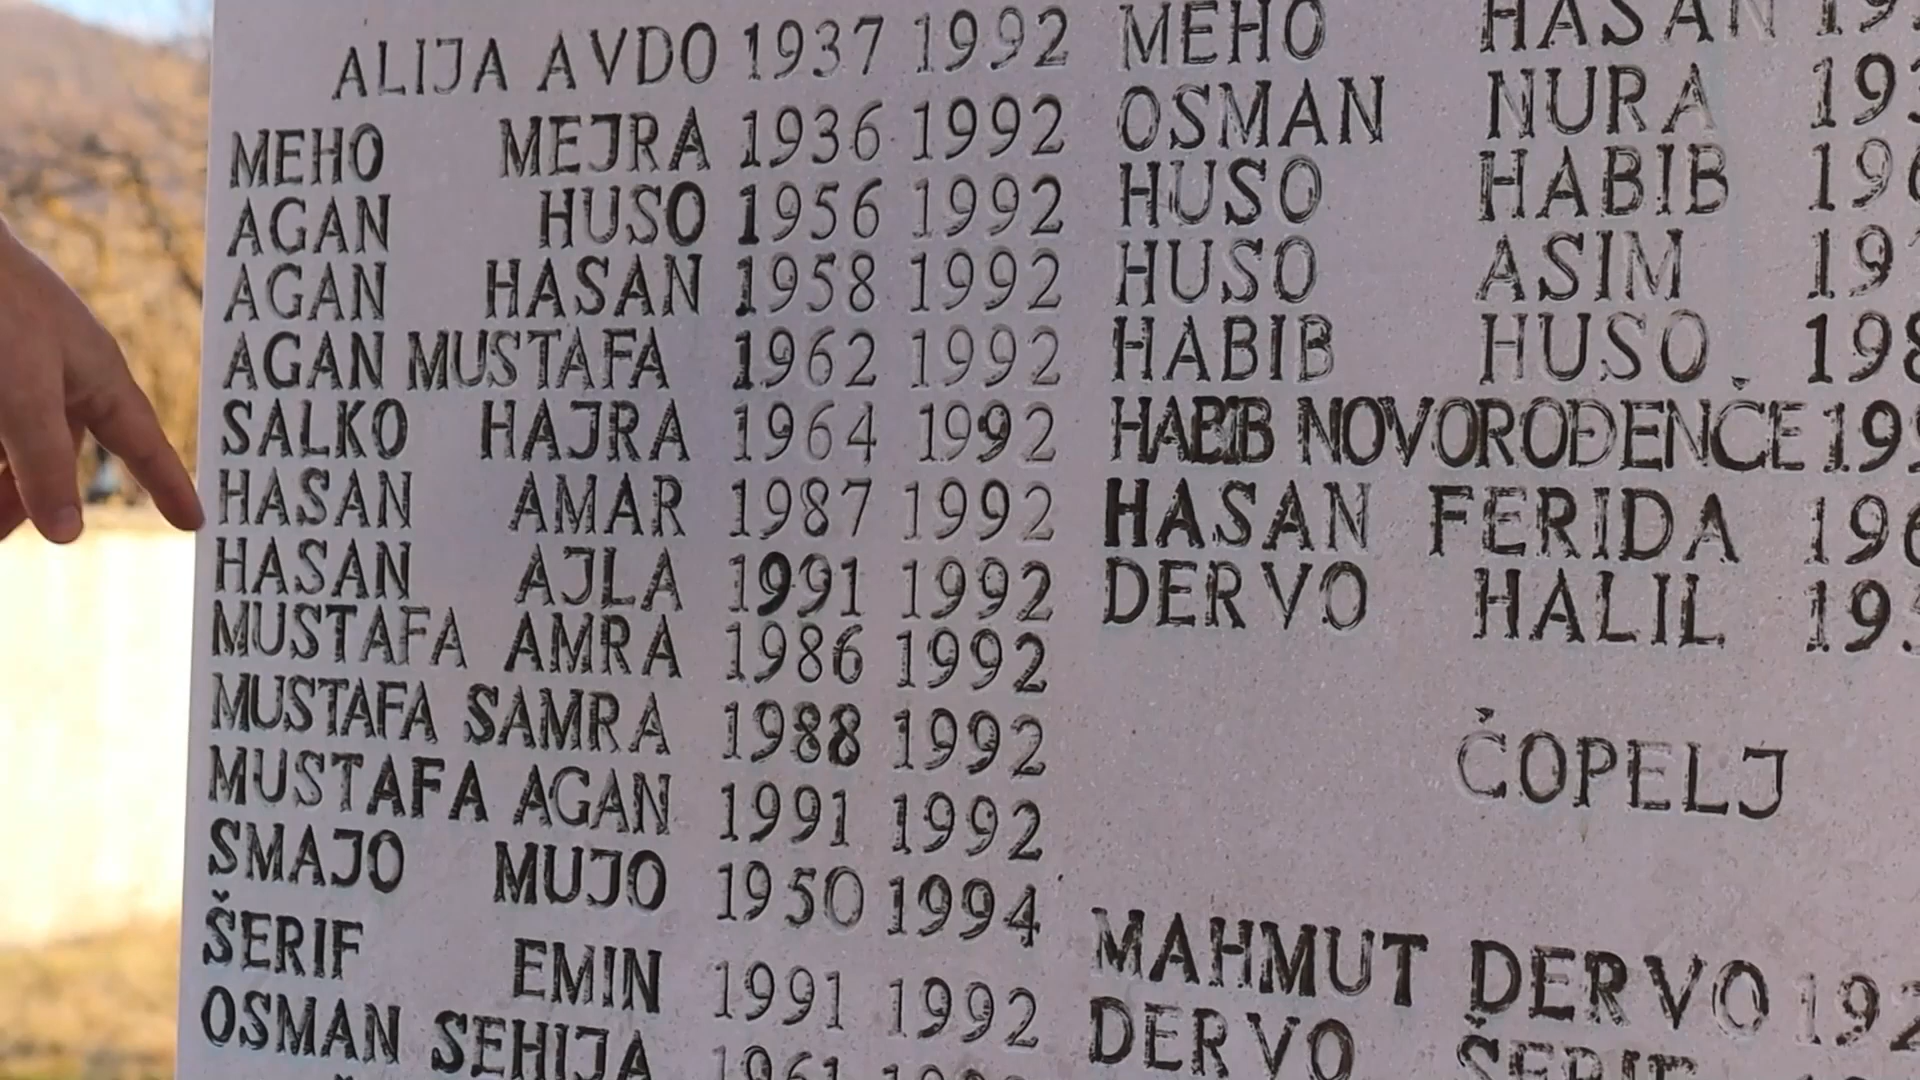 ALIJA AVDO 1937 1992
MEHO MEJRA 1936 1992
AGAN HUSO 1956 1992
AGAN HASAN 1958 1992
AGAN MUSTAFA 1962 1992
SALKO HAJRA 1964 1992
HASAN AMAR 1987 1992
HASAN AJLA 1991 1992
MUSTAFA AMRA 1986 1992
MUSTAFA SAMRA 1988 1992
MUSTAFA AGAN 1991 1992
SMAJO MUJO 1950 1994
ŠERIF EMIN 1991 1992
OSMAN SEHIJA 1961
MEHO HASAN
OSMAN NURA
HUSO HABIB
HUSO ASIM
HABIB HUSO
HABIB NOVOROĐENČE
HASAN FERIDA
DERVO HALIL
ČOPELJ
MAHMUT DERVO
DERVO ŠERIF